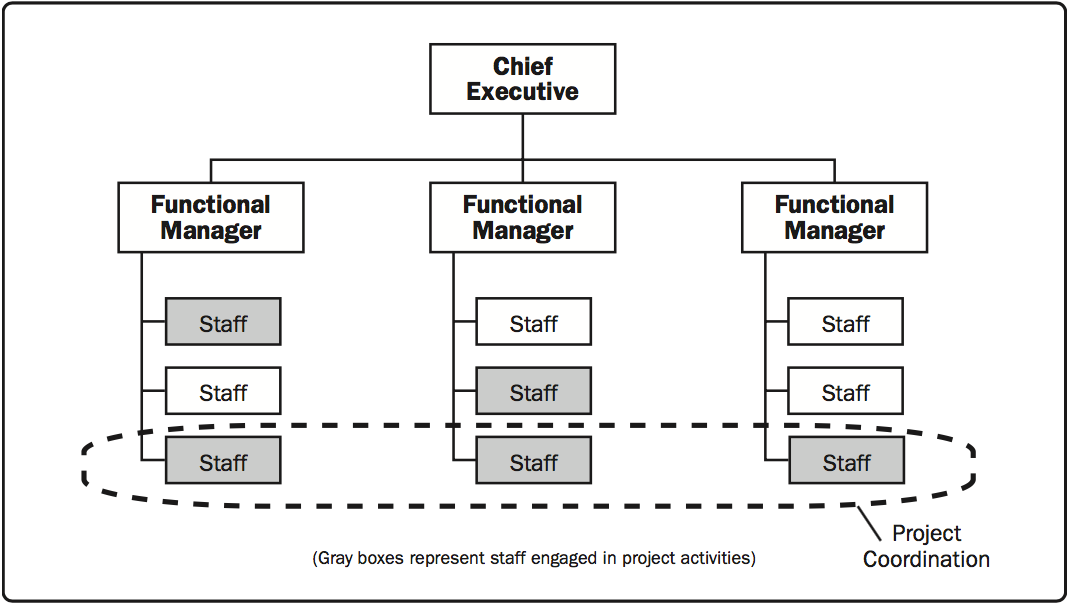 Chief
Executive
Functional
Manager
Functional
Manager
Functional
Manager
Staff
Staff
Staff
Staff
Staff
Staff
Staff
Staff
Staff
Project
Coordination
(Gray boxes represent staff engaged in project activities)